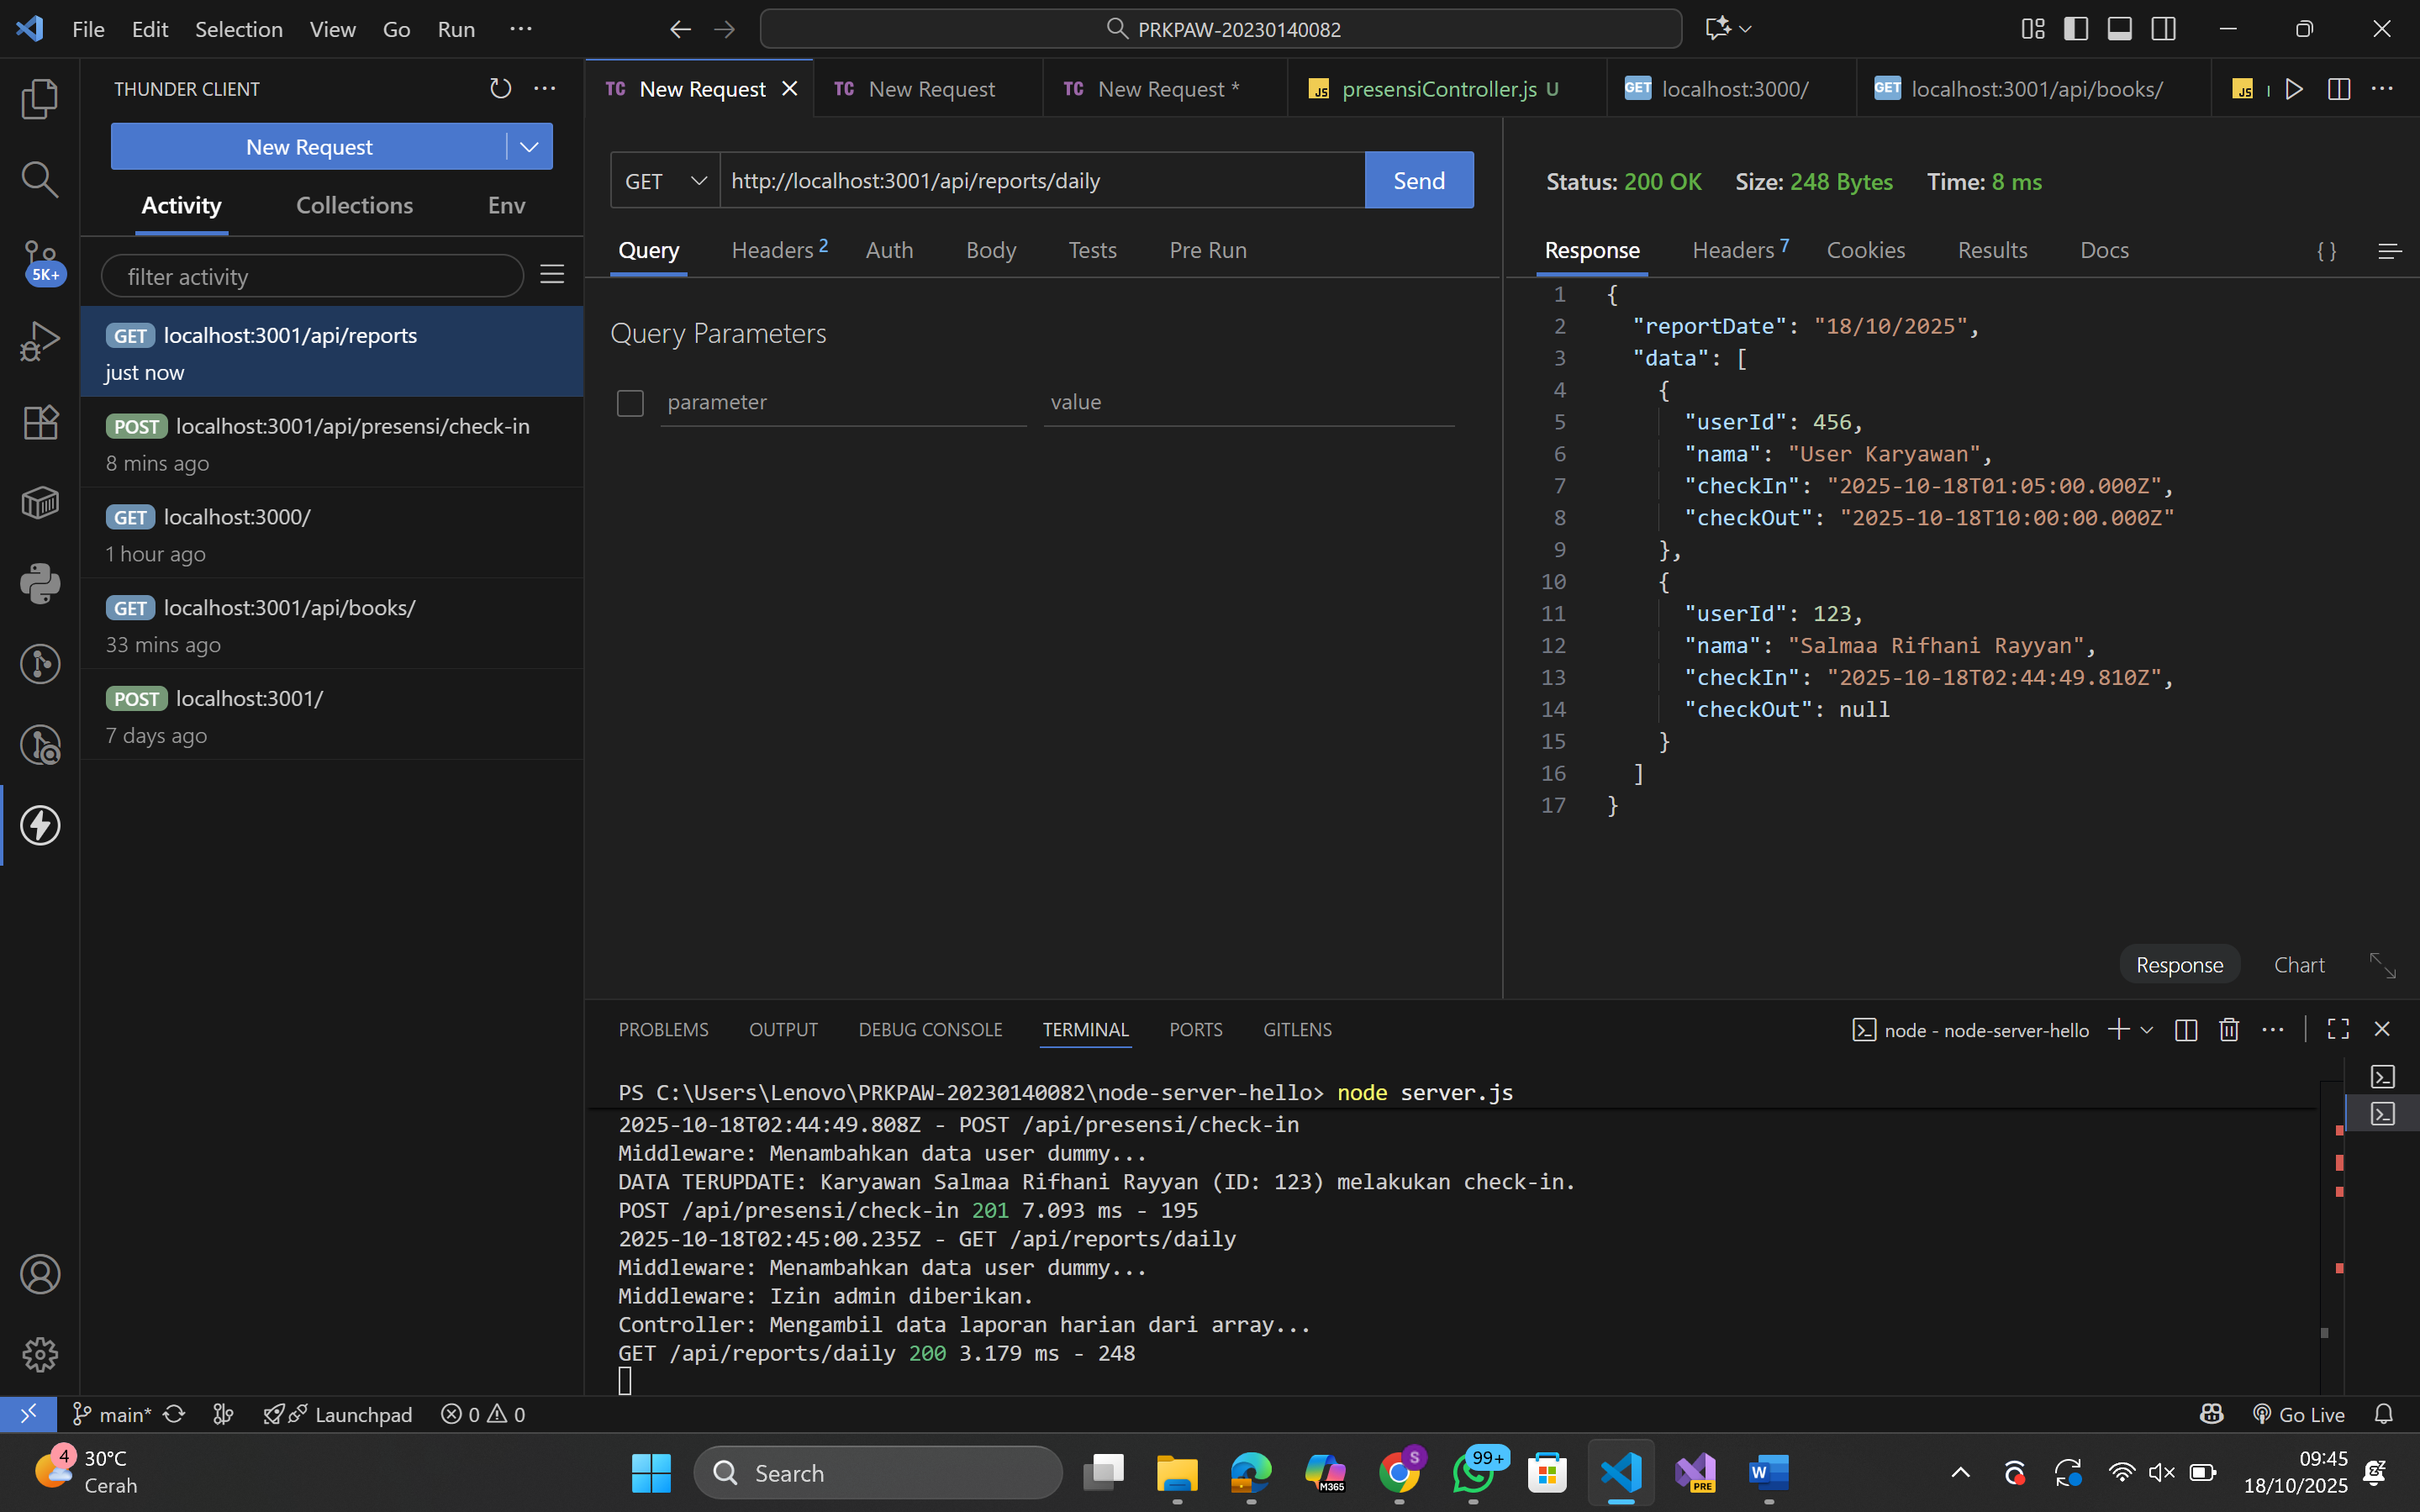 File Edit Selection View Go Run ···
PRKPAW-20230140082
THUNDER CLIENT
New Request
Activity Collections Env
filter activity
GET localhost:3001/api/reports
just now
POST localhost:3001/api/presensi/check-in
8 mins ago
GET localhost:3000/
1 hour ago
GET localhost:3001/api/books/
33 mins ago
POST localhost:3001/
7 days ago
5K+
TC New Request
TC New Request
TC New Request *
JS presensiController.js U
GET localhost:3000/
GET localhost:3001/api/books/
JS
GET http://localhost:3001/api/reports/daily Send
Query Headers 2 Auth Body Tests Pre Run
Query Parameters
parameter value
Status: 200 OK Size: 248 Bytes Time: 8 ms
Response Headers 7 Cookies Results Docs { }
1 {
2 "reportDate": "18/10/2025",
3 "data": [
4 {
5 "userId": 456,
6 "nama": "User Karyawan",
7 "checkIn": "2025-10-18T01:05:00.000Z",
8 "checkOut": "2025-10-18T10:00:00.000Z"
9 },
10 {
11 "userId": 123,
12 "nama": "Salmaa Rifhani Rayyan",
13 "checkIn": "2025-10-18T02:44:49.810Z",
14 "checkOut": null
15 }
16 ]
17 }
Response Chart
PROBLEMS OUTPUT DEBUG CONSOLE TERMINAL PORTS GITLENS
node - node-server-hello
PS C:\Users\Lenovo\PRKPAW-20230140082\node-server-hello> node server.js
2025-10-18T02:44:49.808Z - POST /api/presensi/check-in
Middleware: Menambahkan data user dummy...
DATA TERUPDATE: Karyawan Salmaa Rifhani Rayyan (ID: 123) melakukan check-in.
POST /api/presensi/check-in 201 7.093 ms - 195
2025-10-18T02:45:00.235Z - GET /api/reports/daily
Middleware: Menambahkan data user dummy...
Middleware: Izin admin diberikan.
Controller: Mengambil data laporan harian dari array...
GET /api/reports/daily 200 3.179 ms - 248
main* Launchpad 0 0
Go Live
4
30°C
Cerah
Search
M365
S
99+
PRE
W
09:45
18/10/2025